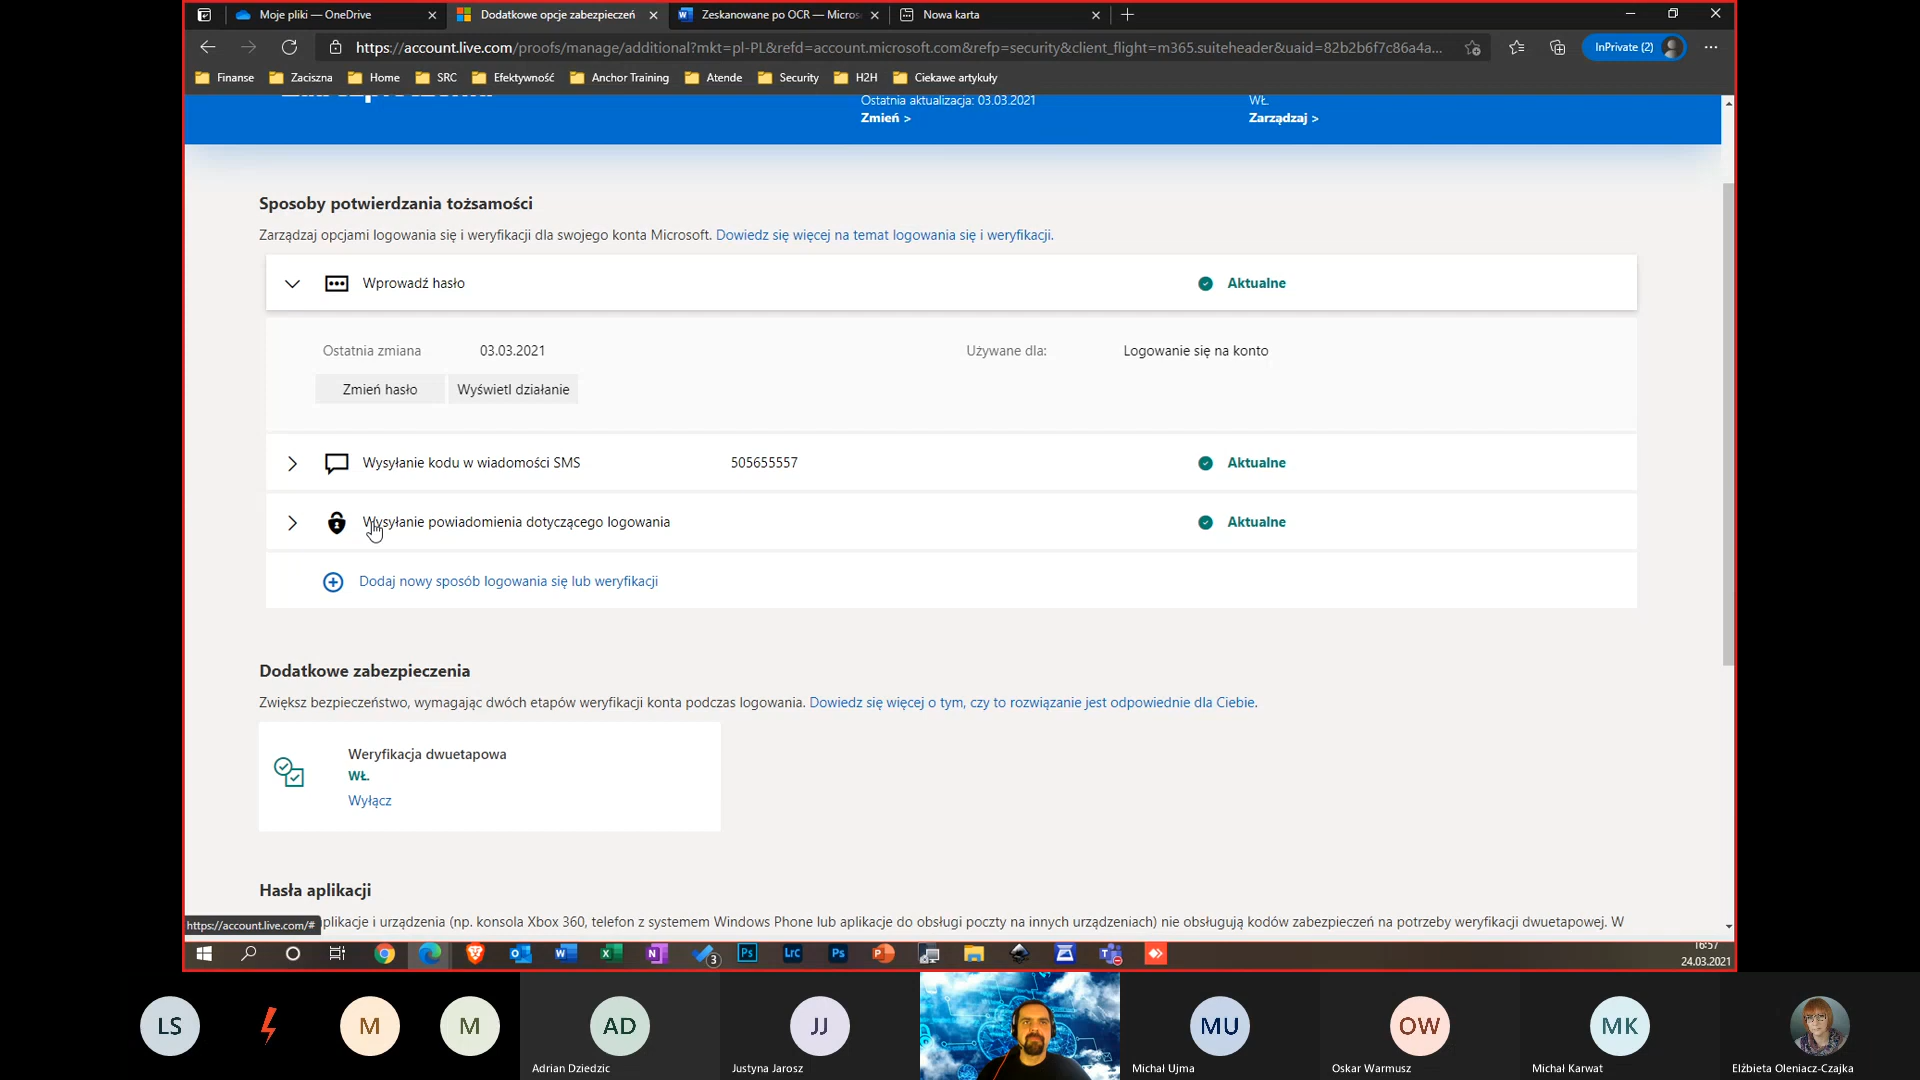 Moje pliki — OneDrive
Dodatkowe opcje zabezpieczeń
Zeskanowane po OCR — Micros
Nowa karta
https://account.live.com/proofs/manage/additional?mkt=pl-PL&refd=account.microsoft.com&refp=security&client_flight=m365.suiteheader&uaid=82b2b6f7c86a4a...
InPrivate (2)
Finanse
Zaciszna
Home
SRC
Efektywność
Anchor Training
Atende
Security
H2H
Ciekawe artykuły
Ostatnia aktualizacja: 03.03.2021
WŁ.
Zmień >
Zarządzaj >
Sposoby potwierdzania tożsamości
Zarządzaj opcjami logowania się i weryfikacji dla swojego konta Microsoft. Dowiedz się więcej na temat logowania się i weryfikacji.
Wprowadź hasło
Aktualne
Ostatnia zmiana
03.03.2021
Używane dla:
Logowanie się na konto
Zmień hasło
Wyświetl działanie
Wysyłanie kodu w wiadomości SMS
505655557
Aktualne
Wysyłanie powiadomienia dotyczącego logowania
Aktualne
Dodaj nowy sposób logowania się lub weryfikacji
Dodatkowe zabezpieczenia
Zwiększ bezpieczeństwo, wymagając dwóch etapów weryfikacji konta podczas logowania. Dowiedz się więcej o tym, czy to rozwiązanie jest odpowiednie dla Ciebie.
Weryfikacja dwuetapowa
WŁ.
Wyłącz
Hasła aplikacji
plikacje i urządzenia (np. konsola Xbox 360, telefon z systemem Windows Phone lub aplikacje do obsługi poczty na innych urządzeniach) nie obsługują kodów zabezpieczeń na potrzeby weryfikacji dwuetapowej. W
https://account.live.com/#
3
16:57
24.03.2021
LS
M
M
AD
JJ
MU
OW
MK
Adrian Dziedzic
Justyna Jarosz
Michał Ujma
Oskar Warmusz
Michał Karwat
Elżbieta Oleniacz-Czajka